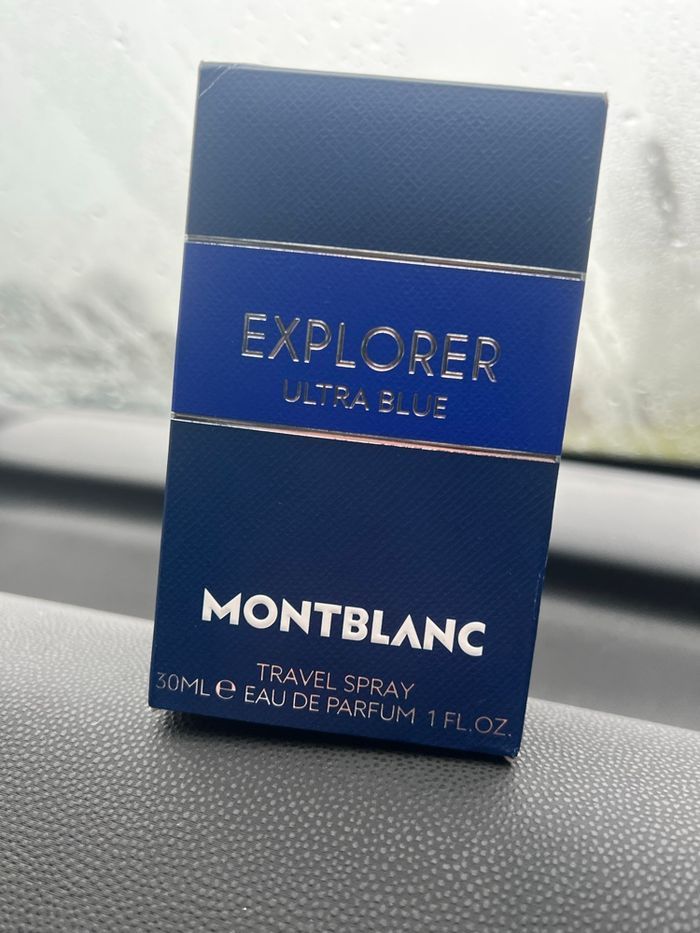 EXPLORER
ULTRA BLUE
MONTBLANC
TRAVEL SPRAY
30ML ℮ EAU DE PARFUM 1 FL.OZ.